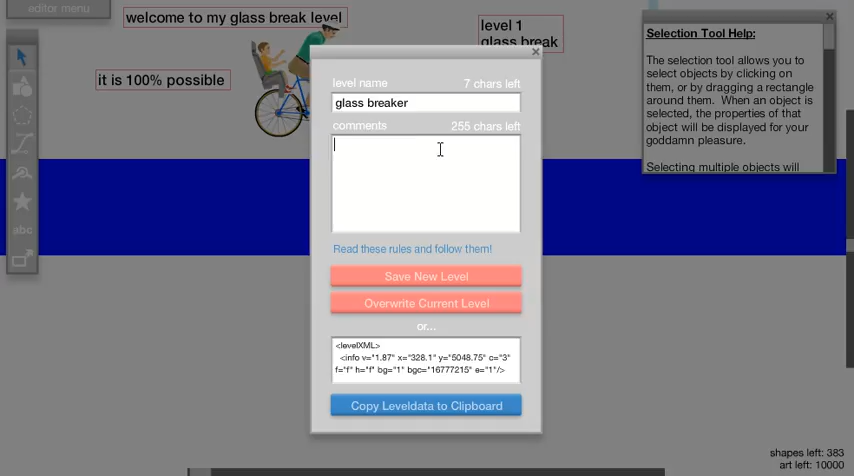 editor menu
welcome to my glass break level
level 1
glass break
it is 100% possible
level name
7 chars left
glass breaker
comments
255 chars left
Read these rules and follow them!
Save New Level
Overwrite Current Level
or...
<levelXML>
<info v="1.87" x="328.1" y="5048.75" c="3"
f="f" h="f" bg="1" bgc="16777215" e="1"/>
Copy Leveldata to Clipboard
Selection Tool Help:
The selection tool allows you to
select objects by clicking on
them, or by dragging a rectangle
around them. When an object is
selected, the properties of that
object will be displayed for your
goddamn pleasure.
Selecting multiple objects will
abc
shapes left: 383
art left: 10000